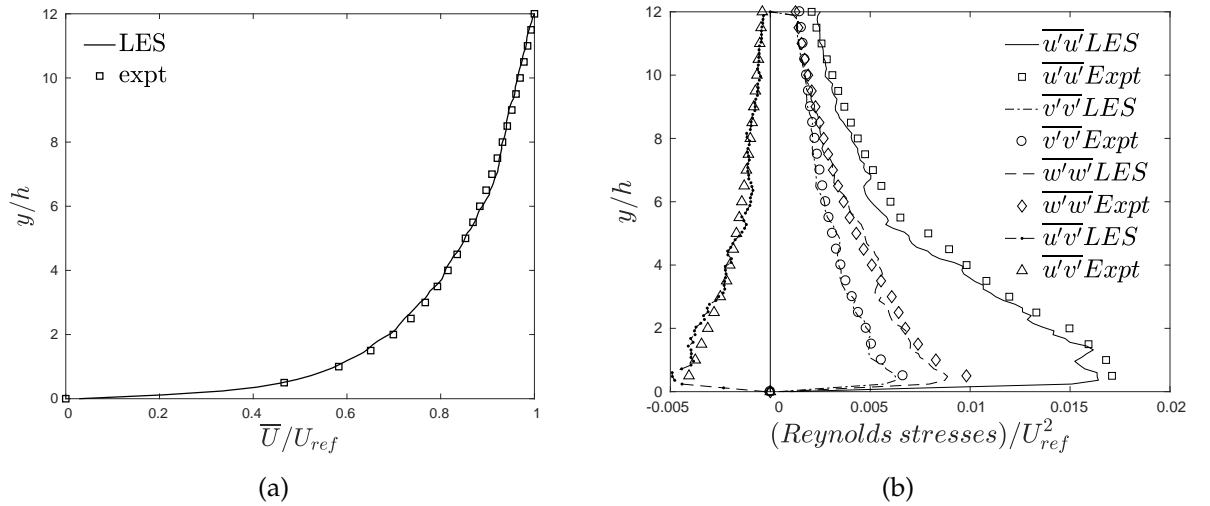 12
10
8
6
4
2
0
y/h
LES
expt
0 0.2 0.4 0.6 0.8 1
U̅/U_ref
(a)
12
10
8
6
4
2
0
y/h
u'u' LES
u'u' Expt
v'v' LES
v'v' Expt
w'w' LES
w'w' Expt
u'v' LES
u'v' Expt
-0.005 0 0.005 0.01 0.015 0.02
(Reynolds stresses)/U²_ref
(b)